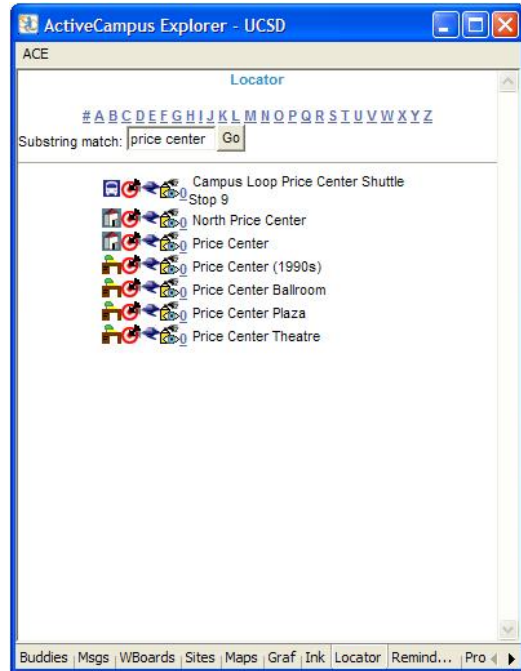 ActiveCampus Explorer - UCSD
ACE
Locator
# A B C D E F G H I J K L M N O P Q R S T U V W X Y Z
Substring match: price center Go
0 Campus Loop Price Center Shuttle
Stop 9
0 North Price Center
0 Price Center
0 Price Center (1990s)
0 Price Center Ballroom
0 Price Center Plaza
0 Price Center Theatre
Buddies Msgs WBoards Sites Maps Graf Ink Locator Remind... Pro